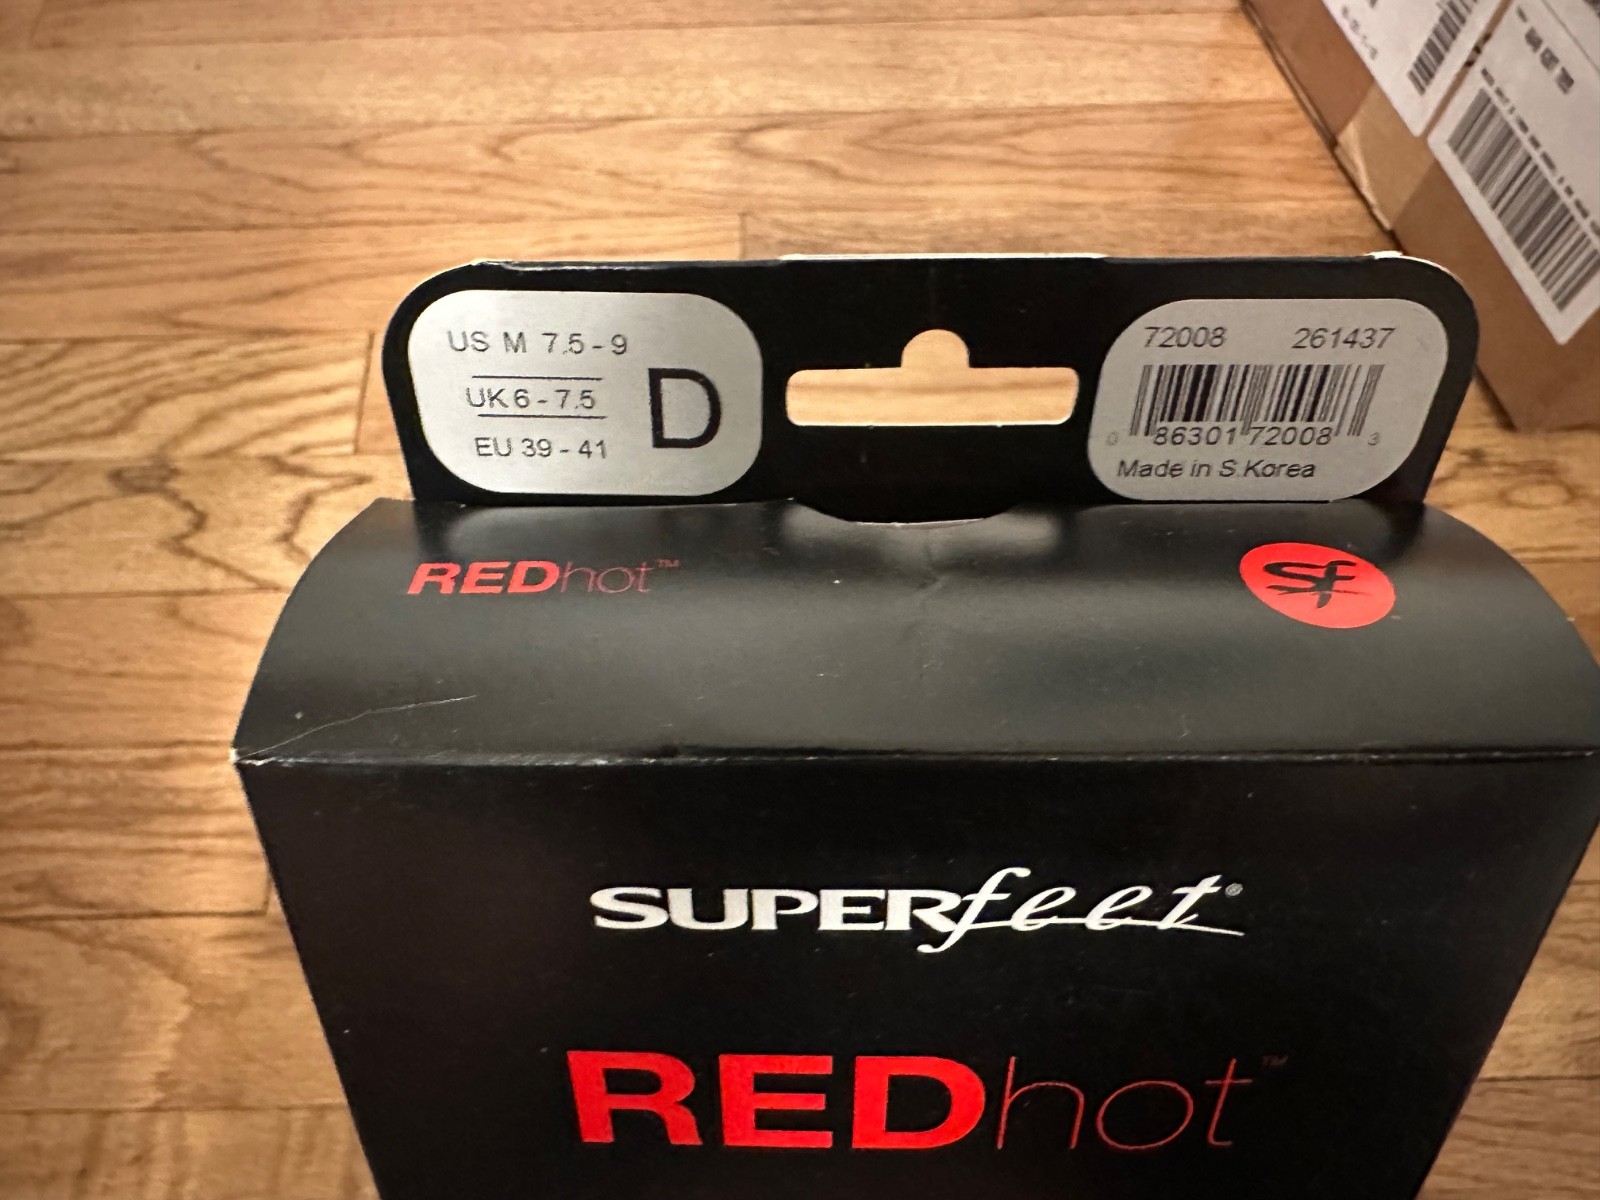 US M 7.5 - 9
UK 6 - 7.5
EU 39 - 41
D
72008 261437
0 86301 72008 3
Made in S.Korea
REDhot™
Sf
SUPERfeet®
REDhot™